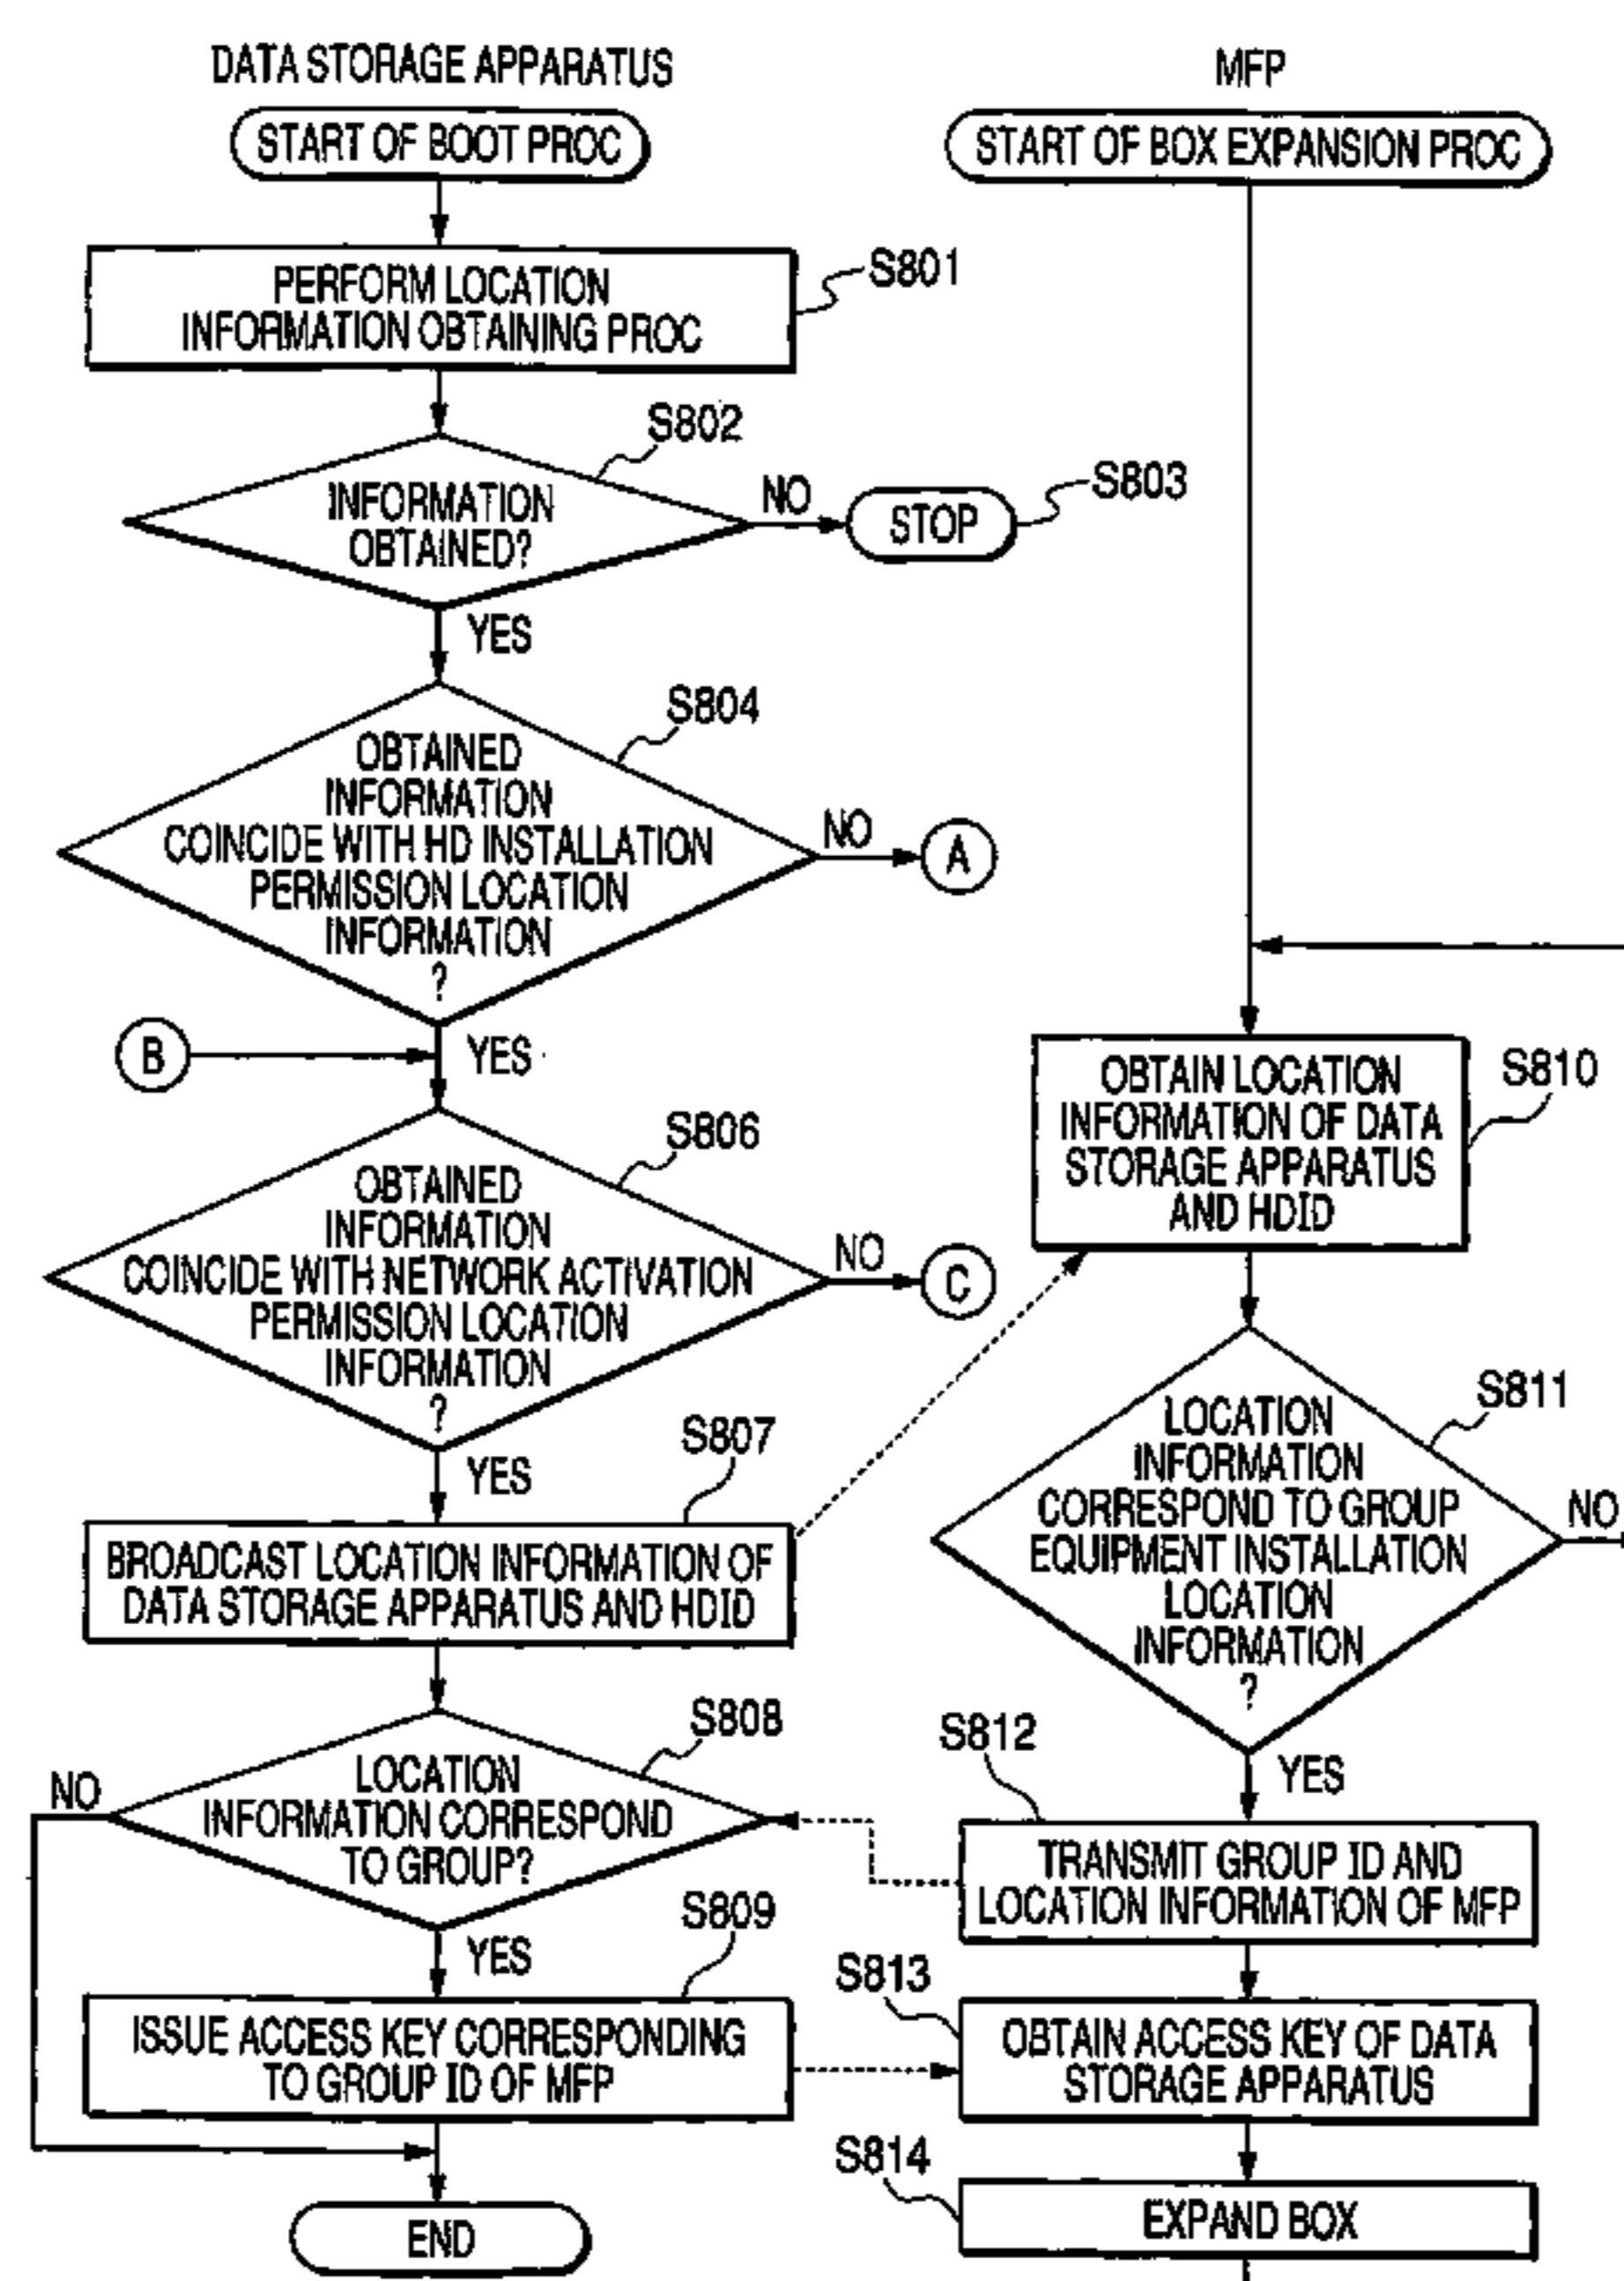 DATA STORAGE APPARATUS
START OF BOOT PROC
PERFORM LOCATION
INFORMATION OBTAINING PROC
S801
S802
INFORMATION
OBTAINED?
NO
STOP
S803
YES
S804
OBTAINED
INFORMATION
COINCIDE WITH HD INSTALLATION
PERMISSION LOCATION
INFORMATION
?
NO
A
B
YES
S806
OBTAINED
INFORMATION
COINCIDE WITH NETWORK ACTIVATION
PERMISSION LOCATION
INFORMATION
?
NO
C
YES
S807
BROADCAST LOCATION INFORMATION OF
DATA STORAGE APPARATUS AND HDID
S808
NO
LOCATION
INFORMATION CORRESPOND
TO GROUP?
YES
S809
ISSUE ACCESS KEY CORRESPONDING
TO GROUP ID OF MFP
END
MFP
START OF BOX EXPANSION PROC
S810
OBTAIN LOCATION
INFORMATION OF DATA
STORAGE APPARATUS
AND HDID
S811
LOCATION
INFORMATION
CORRESPOND TO GROUP
EQUIPMENT INSTALLATION
LOCATION
INFORMATION
?
NO
YES
S812
TRANSMIT GROUP ID AND
LOCATION INFORMATION OF MFP
S813
OBTAIN ACCESS KEY OF DATA
STORAGE APPARATUS
S814
EXPAND BOX